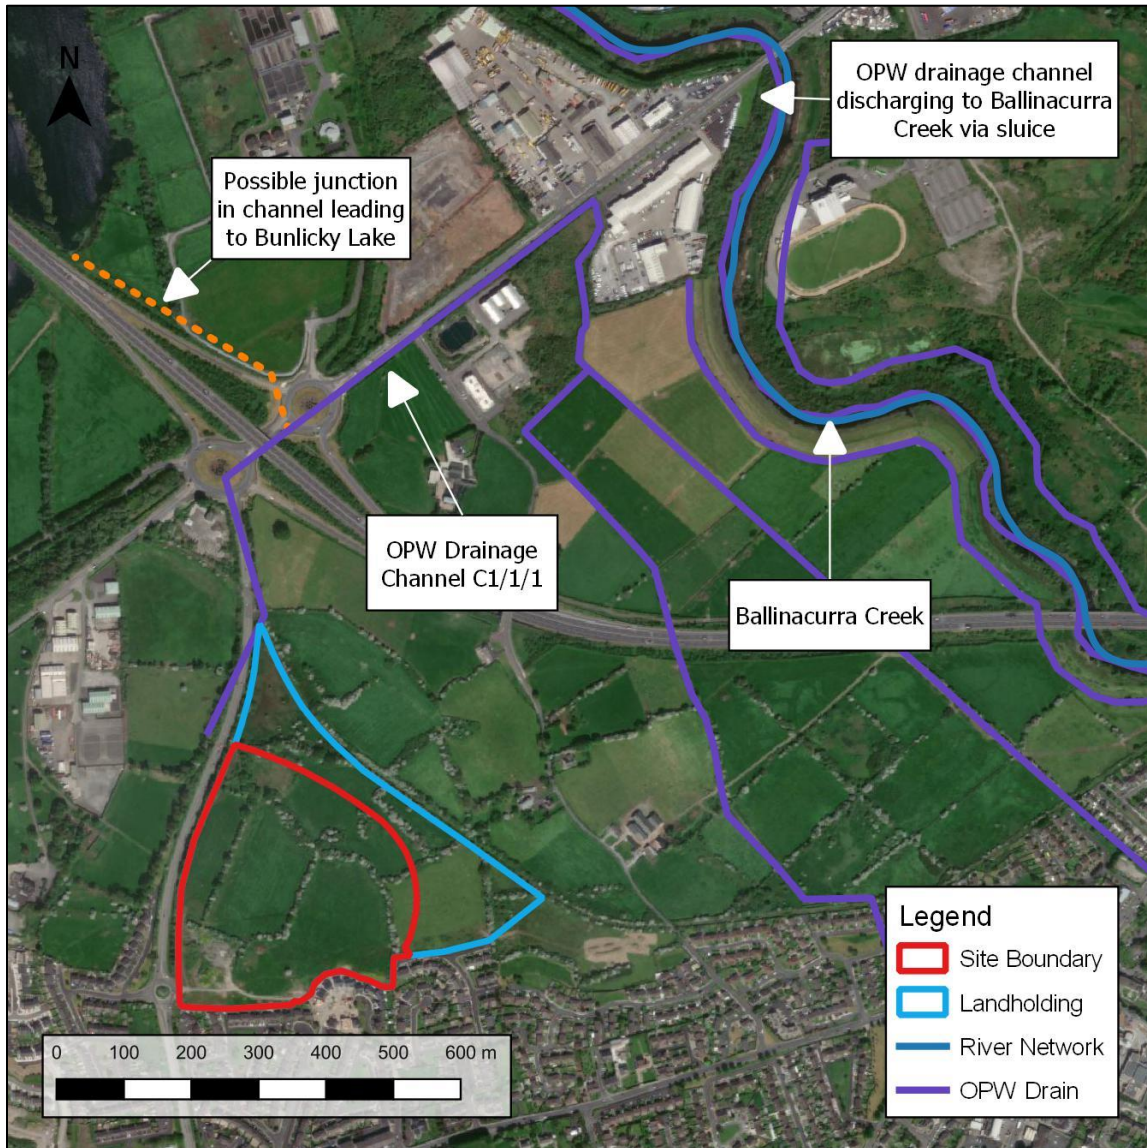 N
OPW drainage channel
discharging to Ballinacurra
Creek via sluice
Possible junction
in channel leading
to Bunlicky Lake
OPW Drainage
Channel C1/1/1
Ballinacurra Creek
Legend
Site Boundary
Landholding
River Network
OPW Drain
0 100 200 300 400 500 600 m